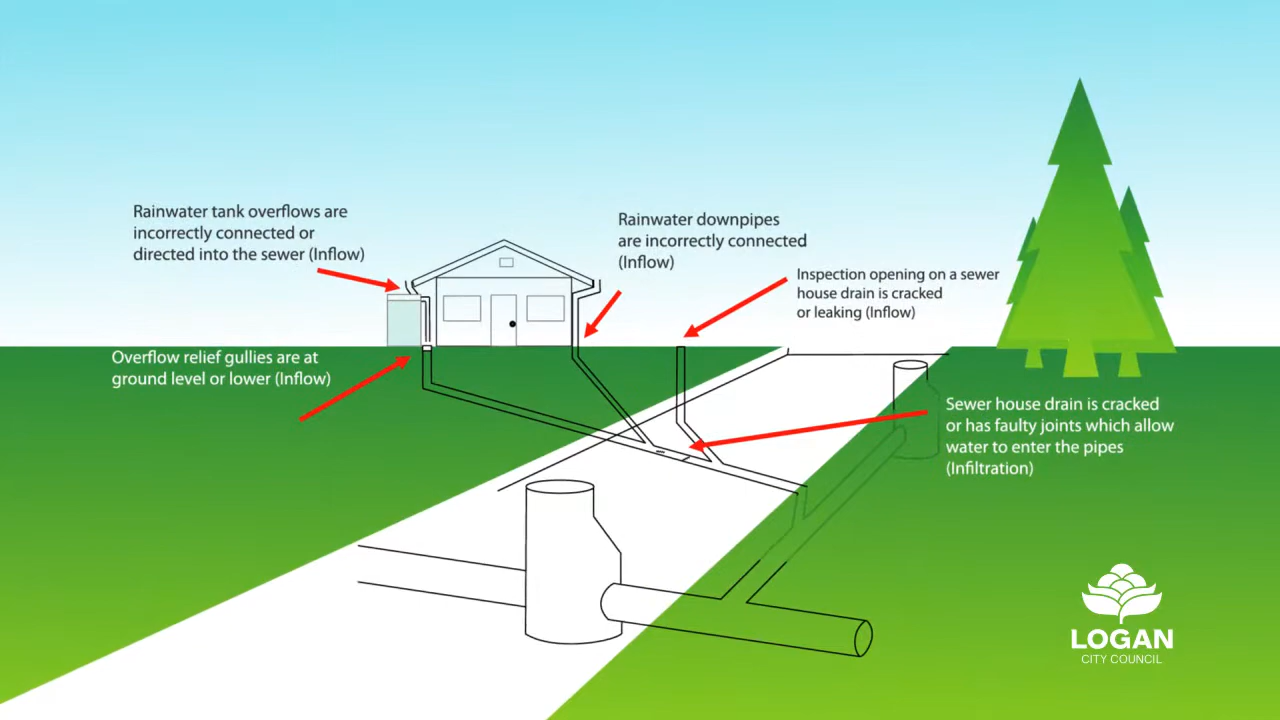 Rainwater tank overflows are
incorrectly connected or
directed into the sewer (Inflow)
Rainwater downpipes
are incorrectly connected
(Inflow)
Inspection opening on a sewer
house drain is cracked
or leaking (Inflow)
Overflow relief gullies are at
ground level or lower (Inflow)
Sewer house drain is cracked
or has faulty joints which allow
water to enter the pipes
(Infiltration)
LOGAN
CITY COUNCIL